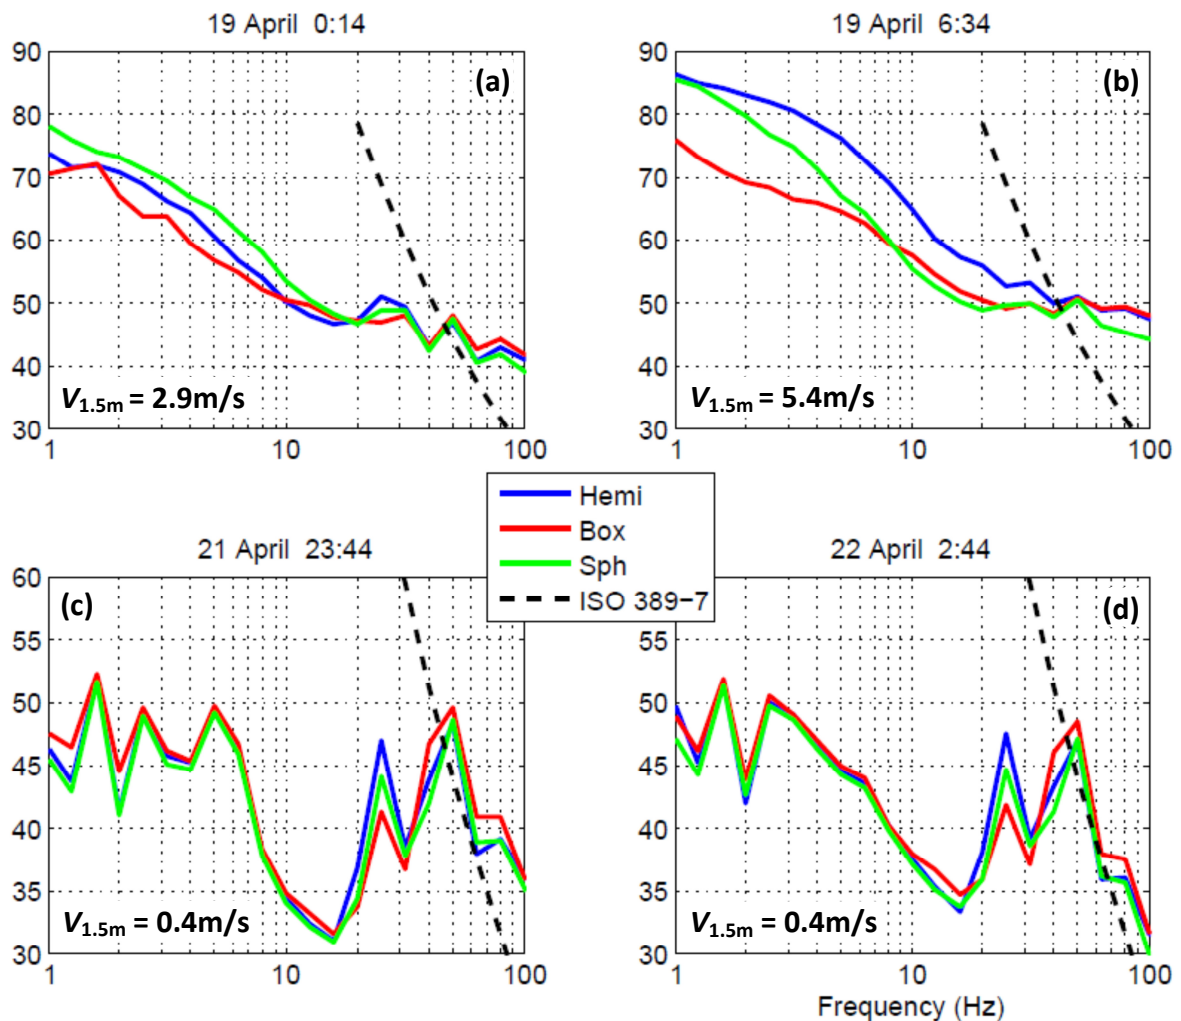 19 April 0:14
90
80
70
60
50
40
30
(a)
V1.5m = 2.9m/s
1 10 100
19 April 6:34
90
80
70
60
50
40
30
(b)
V1.5m = 5.4m/s
1 10 100
Hemi
Box
Sph
ISO 389−7
21 April 23:44
60
55
50
45
40
35
30
(c)
V1.5m = 0.4m/s
1 10 100
22 April 2:44
60
55
50
45
40
35
30
(d)
V1.5m = 0.4m/s
1 10 100
Frequency (Hz)